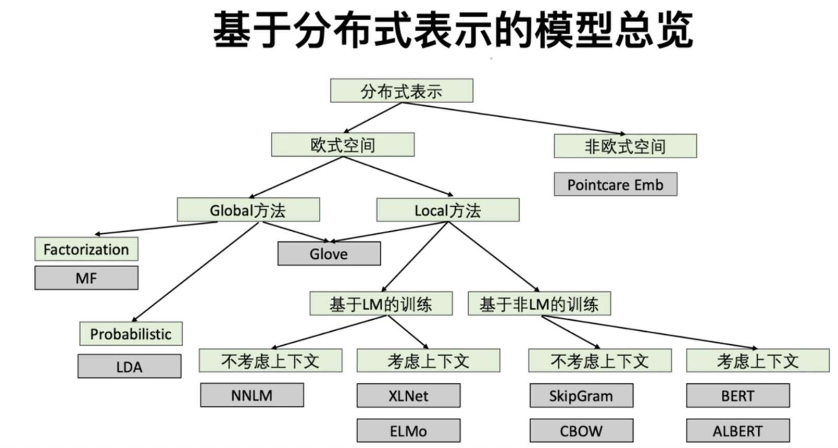 基于分布式表示的模型总览
分布式表示
欧式空间
非欧式空间
Pointcare Emb
Global方法
Local方法
Factorization
Glove
MF
基于LM的训练
基于非LM的训练
Probabilistic
LDA
不考虑上下文
考虑上下文
不考虑上下文
考虑上下文
NNLM
XLNet
SkipGram
BERT
ELMo
CBOW
ALBERT